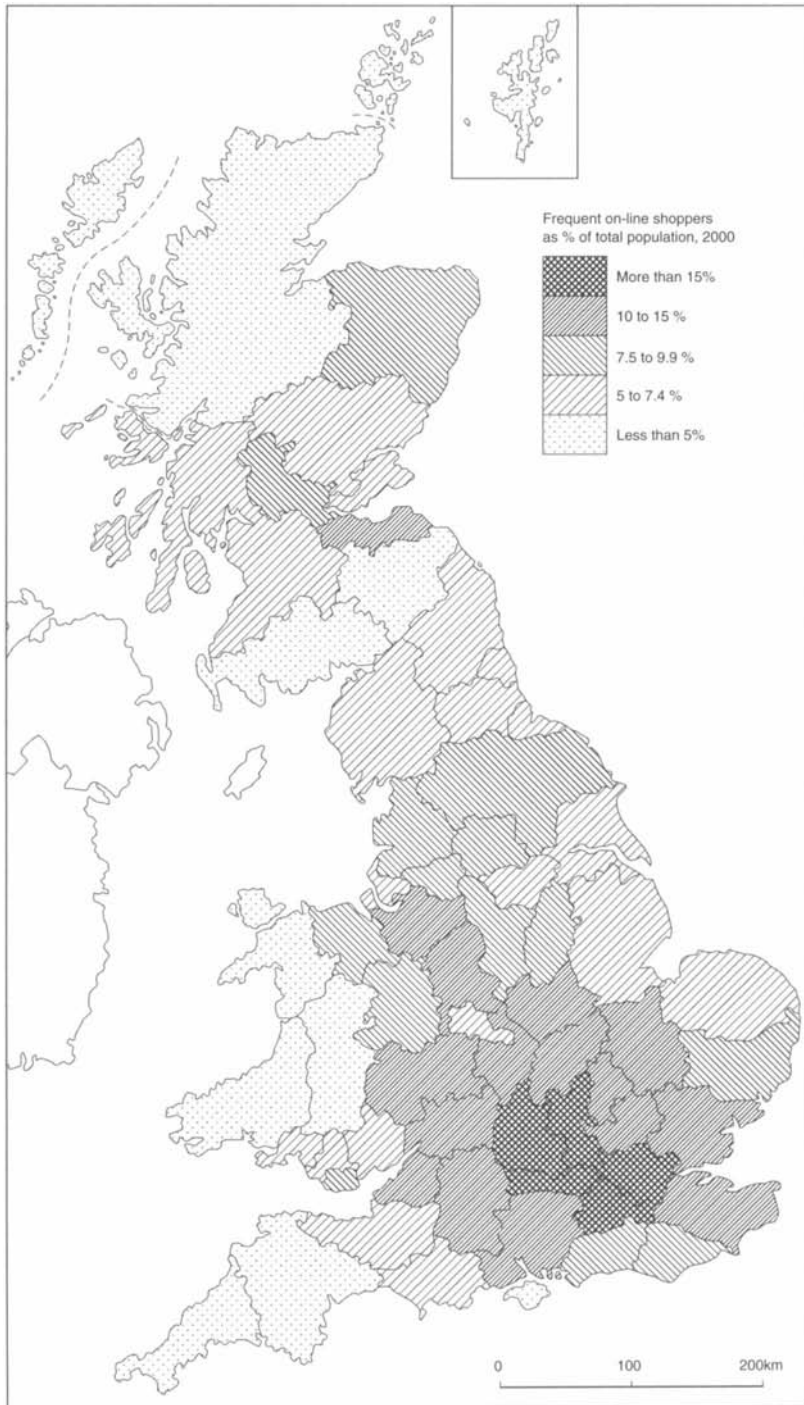 Frequent on-line shoppers
as % of total population, 2000
More than 15%
10 to 15 %
7.5 to 9.9 %
5 to 7.4 %
Less than 5%
0 100 200km